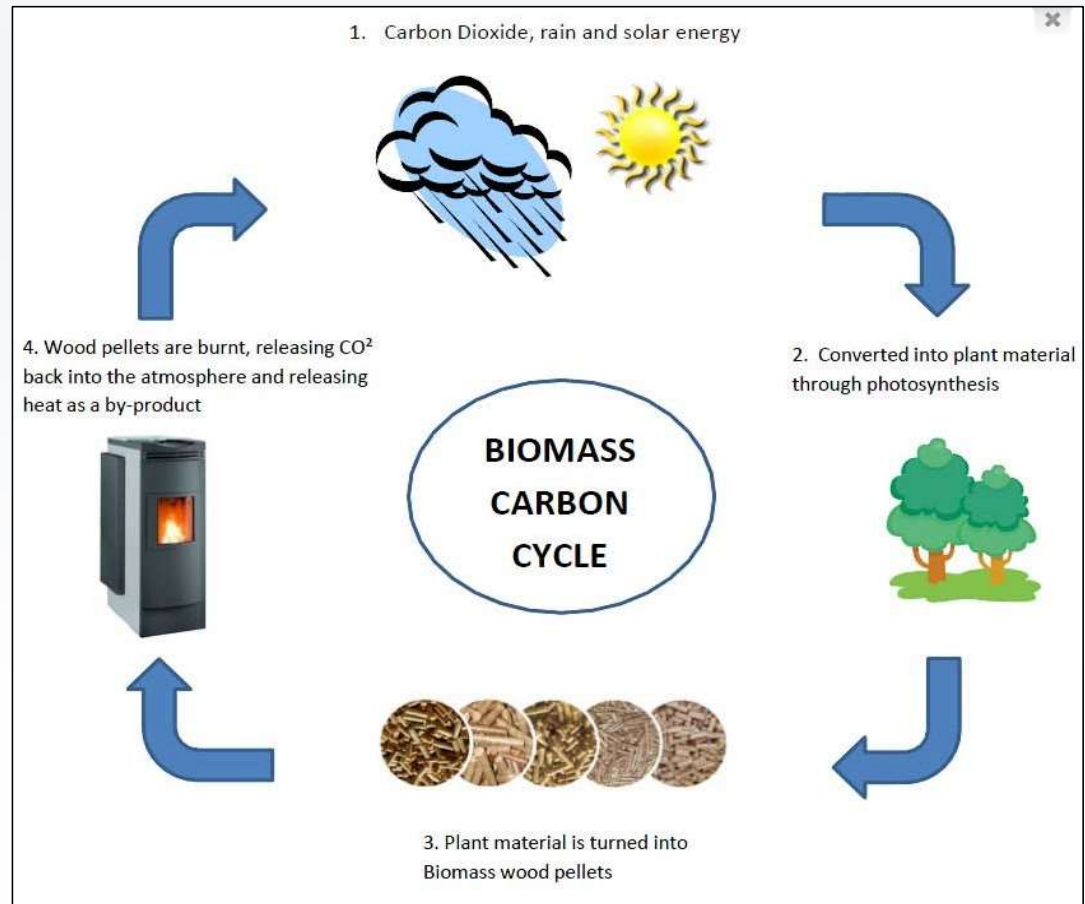 1. Carbon Dioxide, rain and solar energy
2. Converted into plant material
through photosynthesis
3. Plant material is turned into
Biomass wood pellets
4. Wood pellets are burnt, releasing CO²
back into the atmosphere and releasing
heat as a by-product
BIOMASS
CARBON
CYCLE